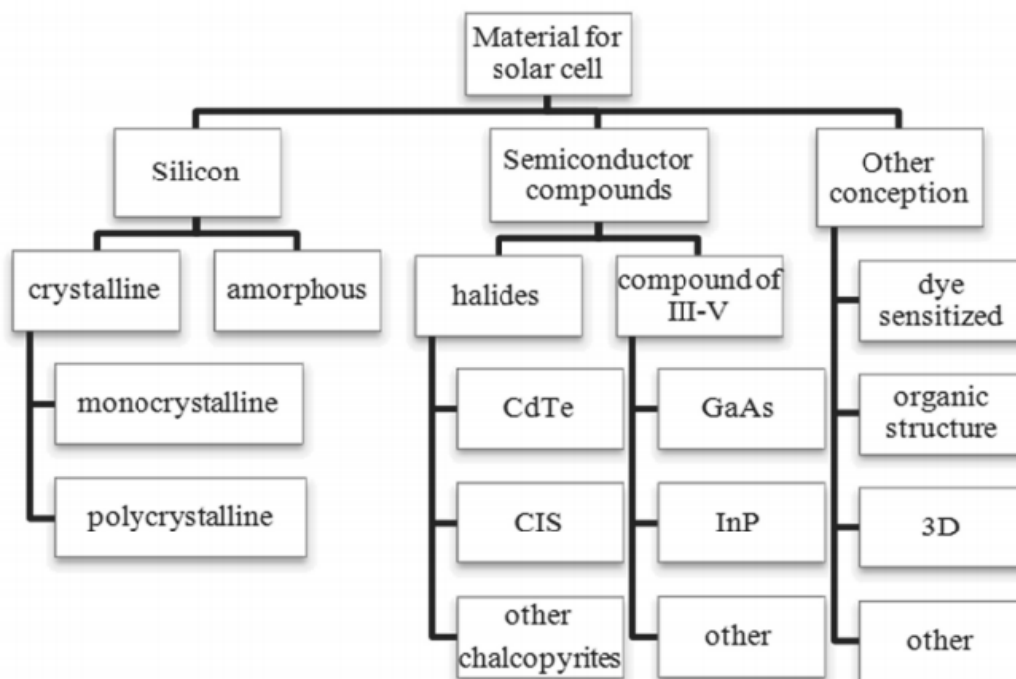 Material for
solar cell
Silicon
Semiconductor
compounds
Other
conception
crystalline
amorphous
halides
compound of
III-V
dye
sensitized
monocrystalline
CdTe
GaAs
organic
structure
polycrystalline
CIS
InP
3D
other
chalcopyrites
other
other